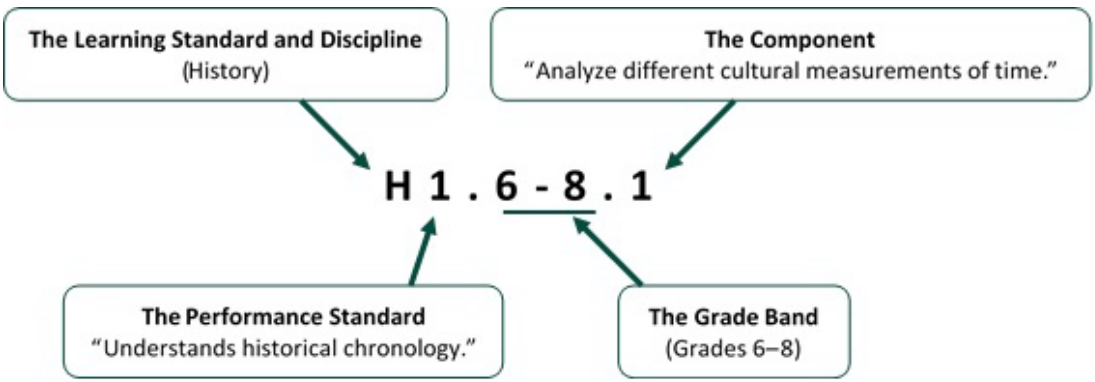 The Learning Standard and Discipline
(History)
The Component
“Analyze different cultural measurements of time.”
H1.6-8.1
The Performance Standard
“Understands historical chronology.”
The Grade Band
(Grades 6–8)